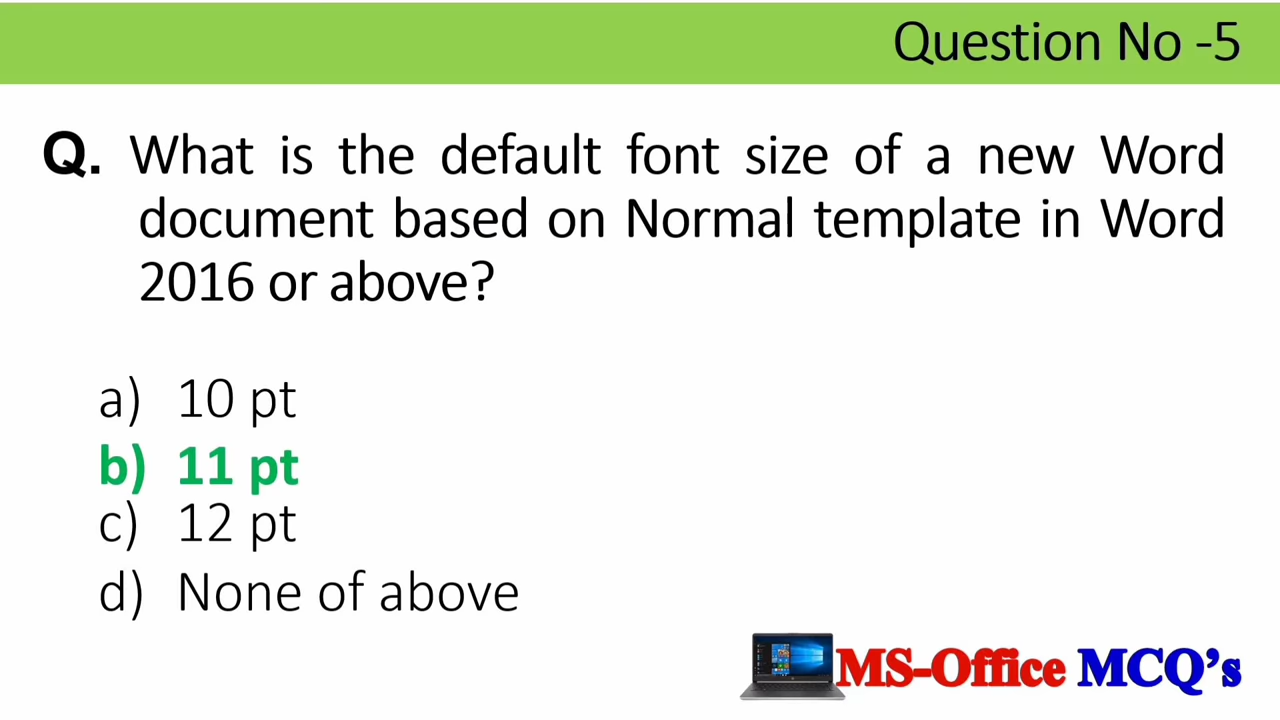 Question No -5
Q. What is the default font size of a new Word
document based on Normal template in Word
2016 or above?
a) 10 pt
b) 11 pt
c) 12 pt
d) None of above
MS-Office MCQ’s